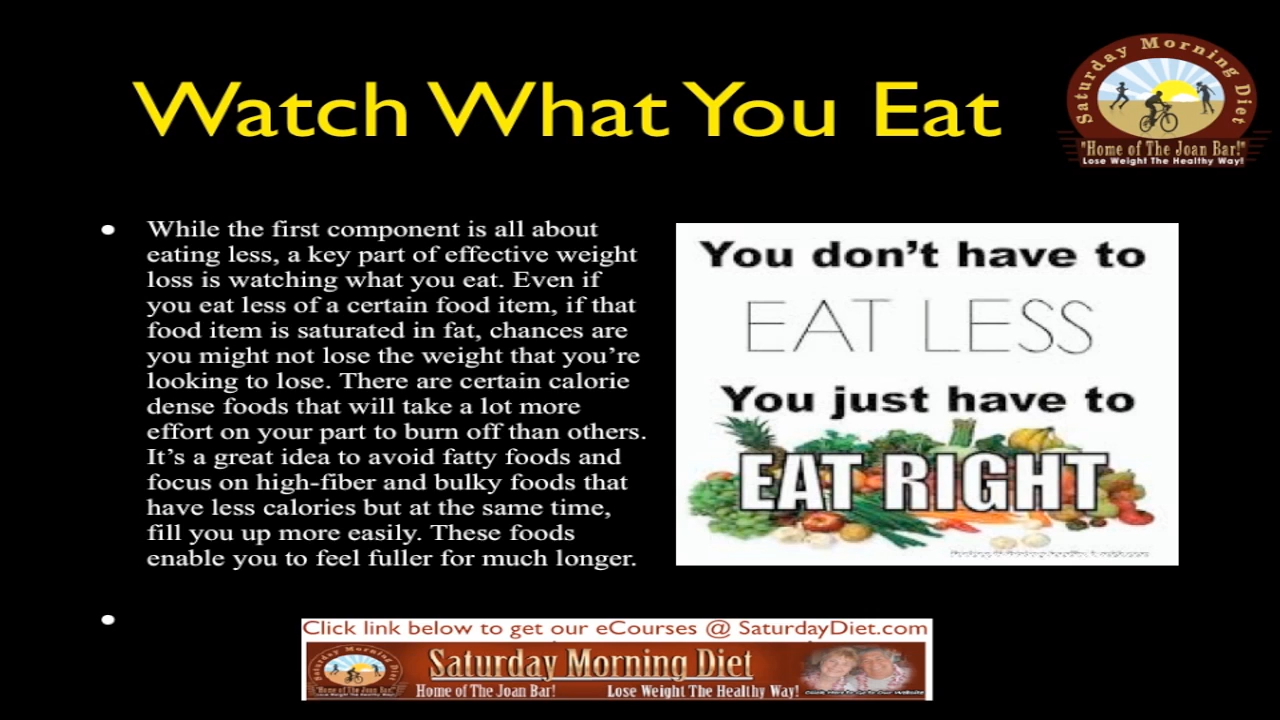 Watch What You Eat
Saturday Morning Diet
"Home of The Joan Bar!"
Lose Weight The Healthy Way!
• While the first component is all about
eating less, a key part of effective weight
loss is watching what you eat. Even if
you eat less of a certain food item, if that
food item is saturated in fat, chances are
you might not lose the weight that you’re
looking to lose. There are certain calorie
dense foods that will take a lot more
effort on your part to burn off than others.
It’s a great idea to avoid fatty foods and
focus on high-fiber and bulky foods that
have less calories but at the same time,
fill you up more easily. These foods
enable you to feel fuller for much longer.
You don’t have to
EAT LESS
You just have to
EAT RIGHT
•
Click link below to get our eCourses @ SaturdayDiet.com
Saturday Morning Diet
Home of The Joan Bar! Lose Weight The Healthy Way!